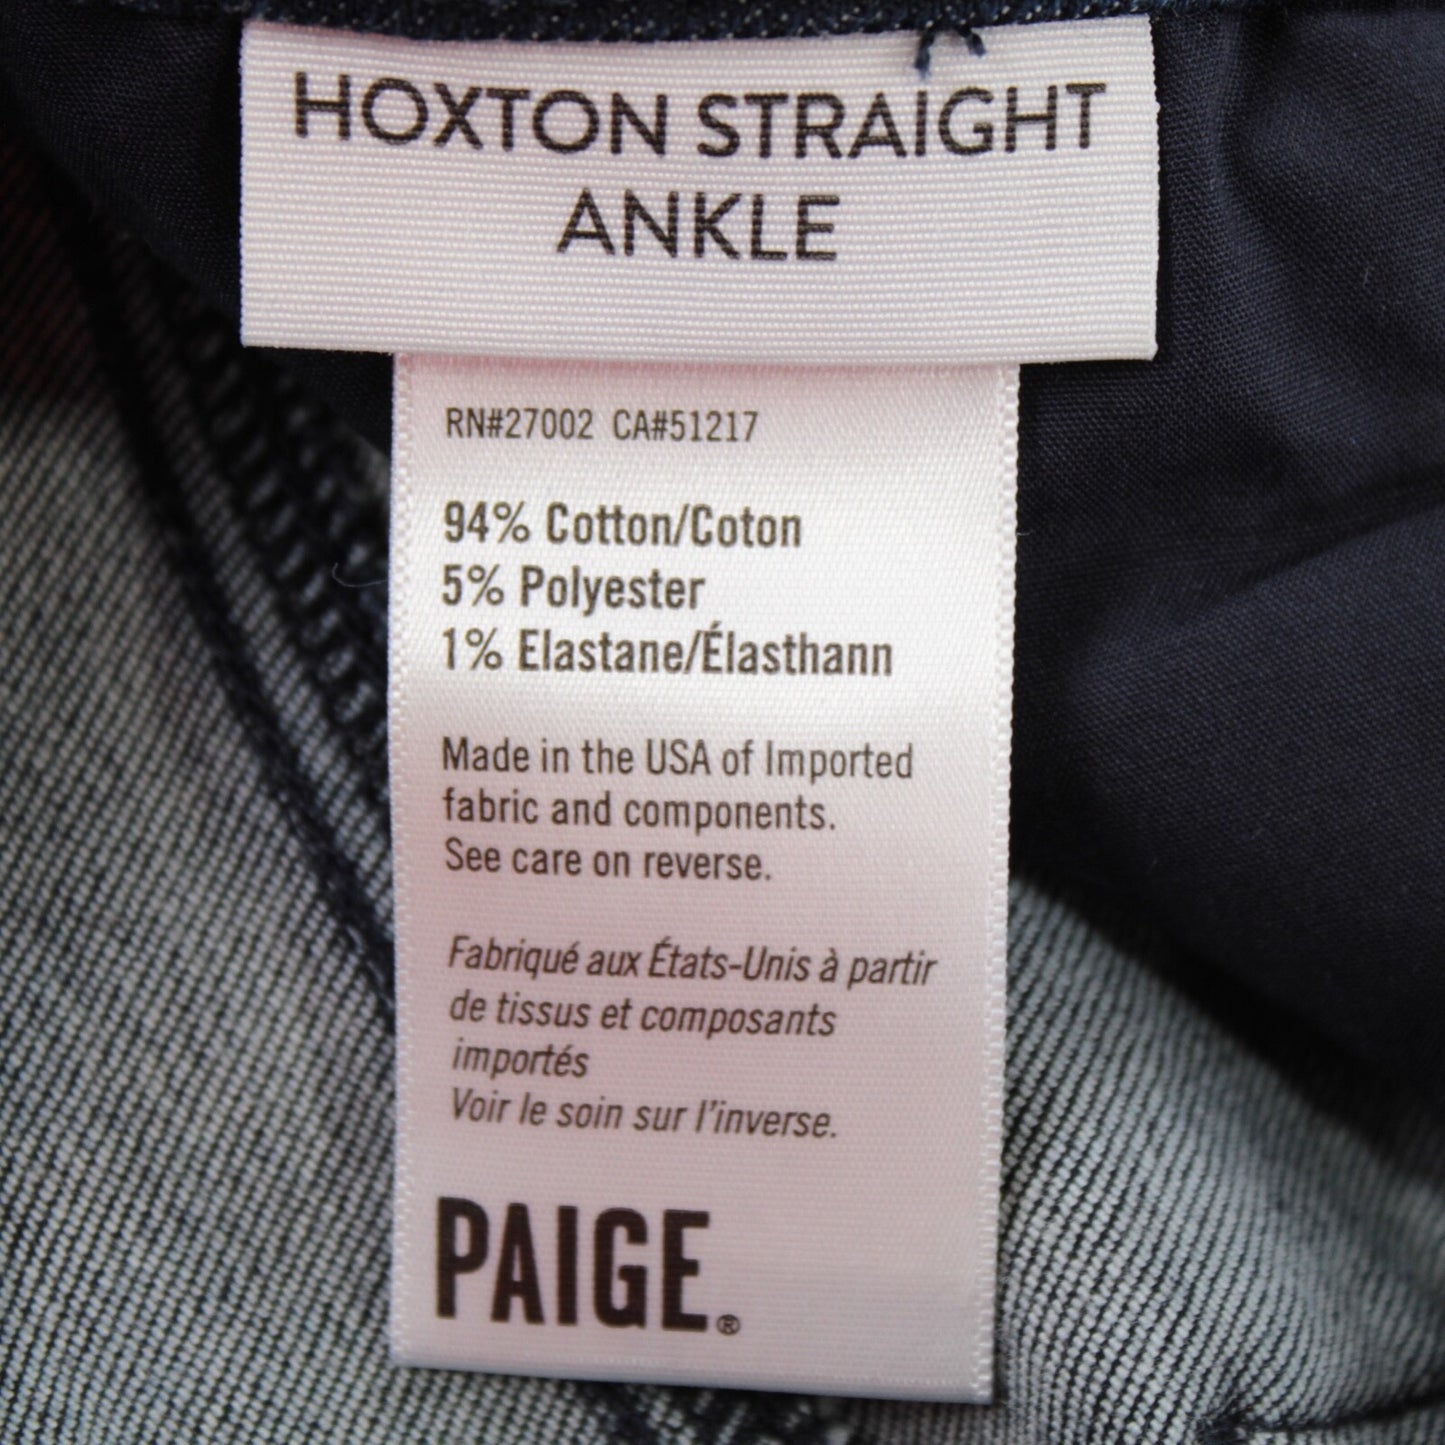 HOXTON STRAIGHT
ANKLE
RN#27002 CA#51217
94% Cotton/Coton
5% Polyester
1% Elastane/Élasthann
Made in the USA of Imported
fabric and components.
See care on reverse.
Fabriqué aux États-Unis à partir
de tissus et composants
importés
Voir le soin sur l'inverse.
PAIGE®